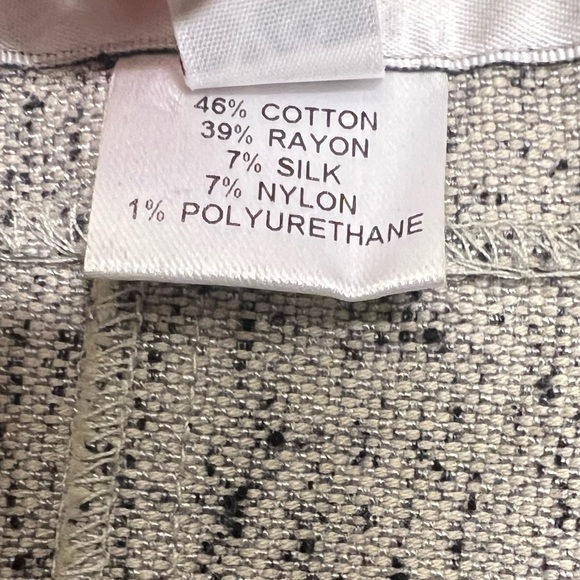 46% COTTON
39% RAYON
7% SILK
7% NYLON
1% POLYURETHANE